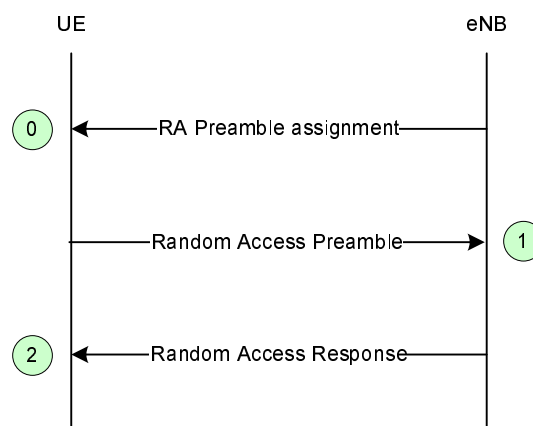 UE
eNB
0
RA Preamble assignment
Random Access Preamble
1
2
Random Access Response